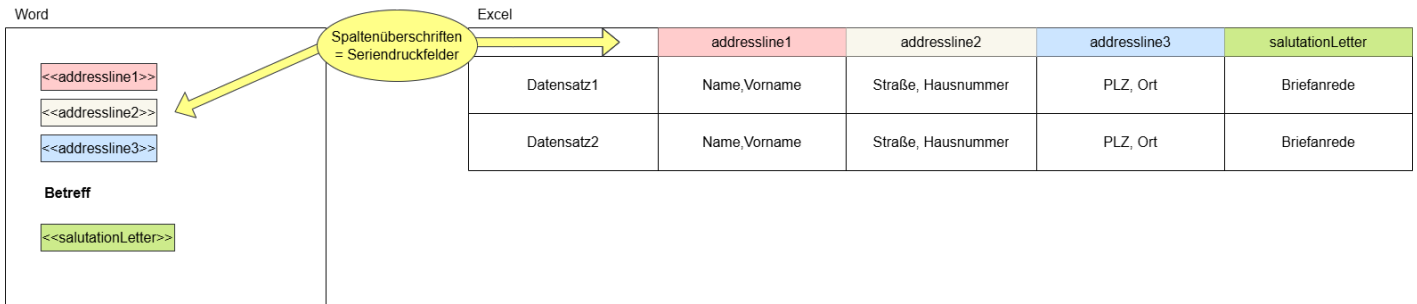 Word
Excel
Spaltenüberschriften
= Seriendruckfelder
<<addressline1>>
<<addressline2>>
<<addressline3>>
Betreff
<<salutationLetter>>
addressline1 addressline2 addressline3 salutationLetter
Datensatz1 Name,Vorname Straße, Hausnummer PLZ, Ort Briefanrede
Datensatz2 Name,Vorname Straße, Hausnummer PLZ, Ort Briefanrede